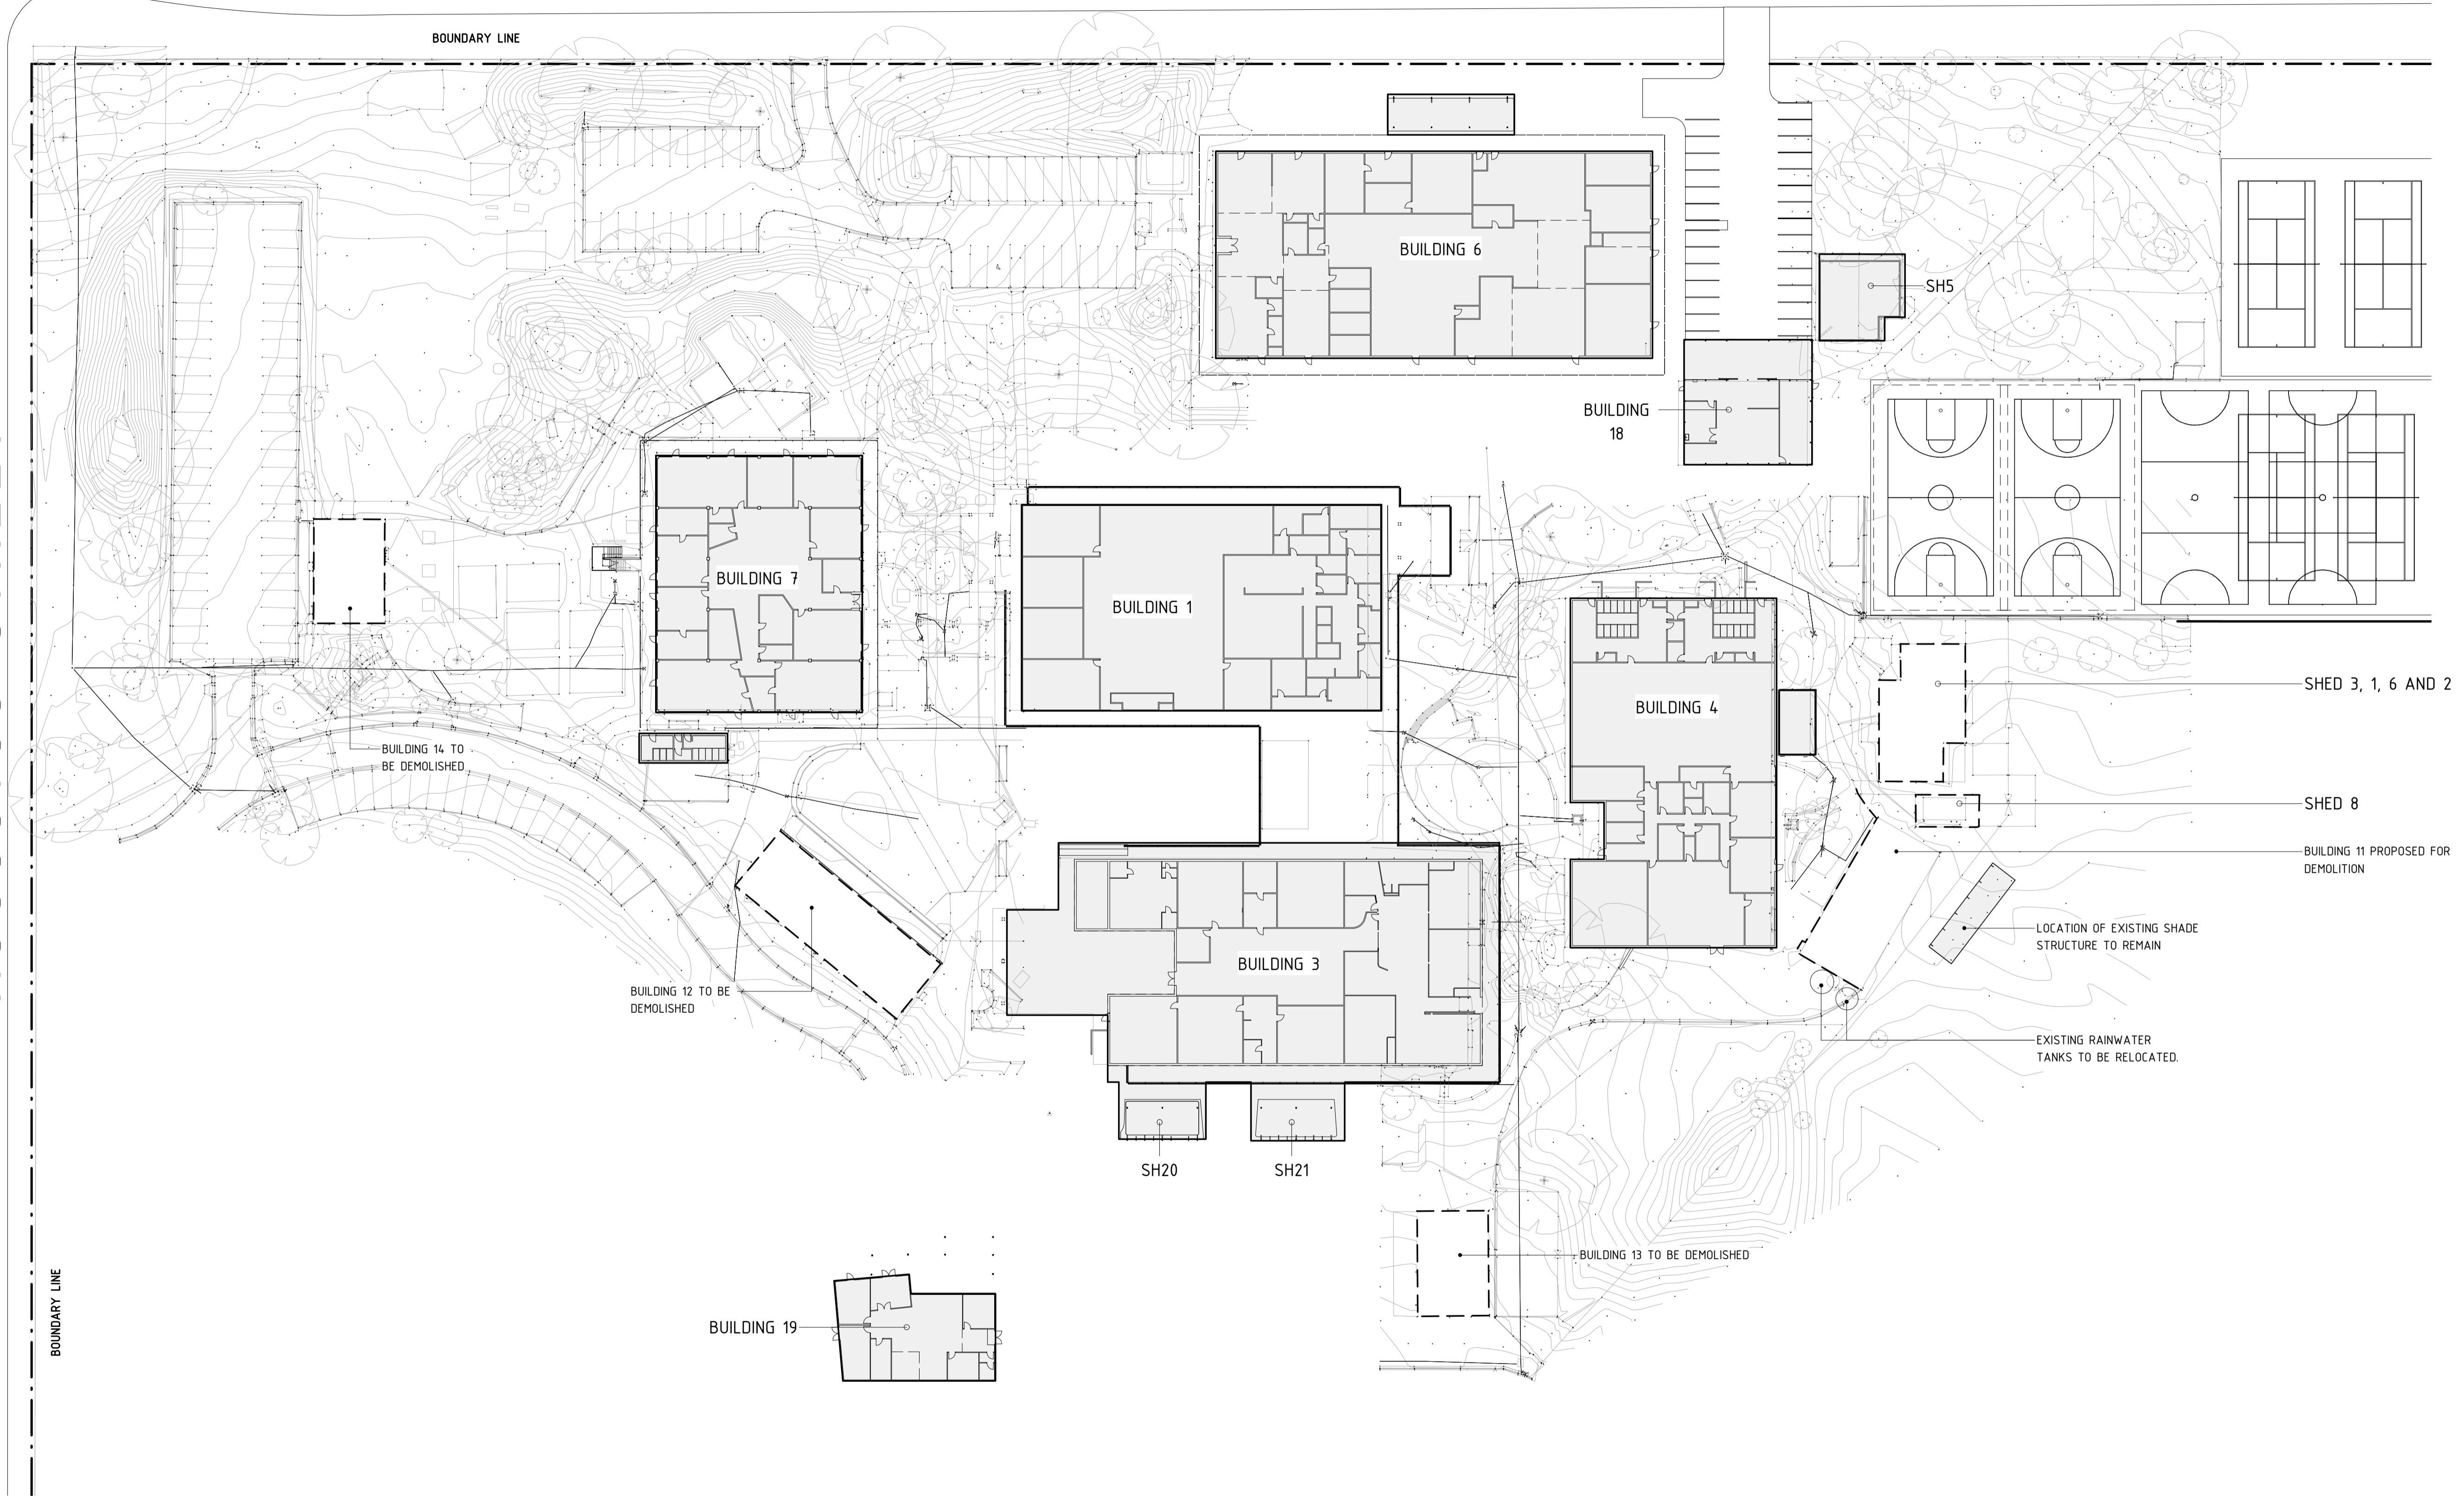 BOUNDARY LINE
BUILDING 6
SH5
BUILDING
18
BUILDING 7
BUILDING 1
BUILDING 4
SHED 3, 1, 6 AND 2
BUILDING 14 TO
BE DEMOLISHED
SHED 8
BUILDING 11 PROPOSED FOR
DEMOLITION
LOCATION OF EXISTING SHADE
STRUCTURE TO REMAIN
BUILDING 3
BUILDING 12 TO BE
DEMOLISHED
EXISTING RAINWATER
TANKS TO BE RELOCATED.
SH20
SH21
BUILDING 13 TO BE DEMOLISHED
BUILDING 19
BOUNDARY LINE